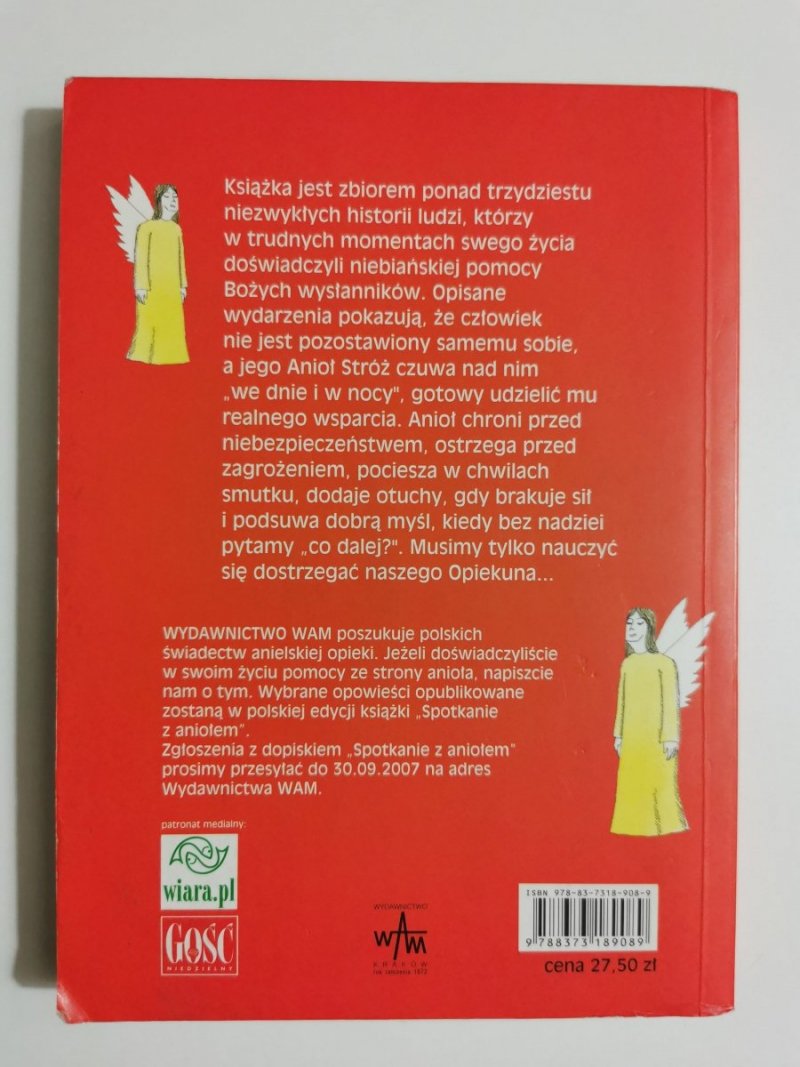 Książka jest zbiorem ponad trzydziestu
niezwykłych historii ludzi, którzy
w trudnych momentach swego życia
doświadczyli niebiańskiej pomocy
Bożych wysłanników. Opisane
wydarzenia pokazują, że człowiek
nie jest pozostawiony samemu sobie,
a jego Anioł Stróż czuwa nad nim
„we dnie i w nocy", gotowy udzielić mu
realnego wsparcia. Anioł chroni przed
niebezpieczeństwem, ostrzega przed
zagrożeniem, pociesza w chwilach
smutku, dodaje otuchy, gdy brakuje sił
i podsuwa dobrą myśl, kiedy bez nadziei
pytamy „co dalej?". Musimy tylko nauczyć
się dostrzegać naszego Opiekuna...
WYDAWNICTWO WAM poszukuje polskich
świadectw anielskiej opieki. Jeżeli doświadczyliście
w swoim życiu pomocy ze strony anioła, napiszcie
nam o tym. Wybrane opowieści opublikowane
zostaną w polskiej edycji książki „Spotkanie
z aniołem".
Zgłoszenia z dopiskiem „Spotkanie z aniołem"
prosimy przesyłać do 30.09.2007 na adres
Wydawnictwa WAM.
patronat medialny:
wiara.pl
GOŚĆ
NIEDZIELNY
WYDAWNICTWO
WAM
KRAKÓW
rok założenia 1872
ISBN 978-83-7318-908-9
9 788373 189089
cena 27,50 zł